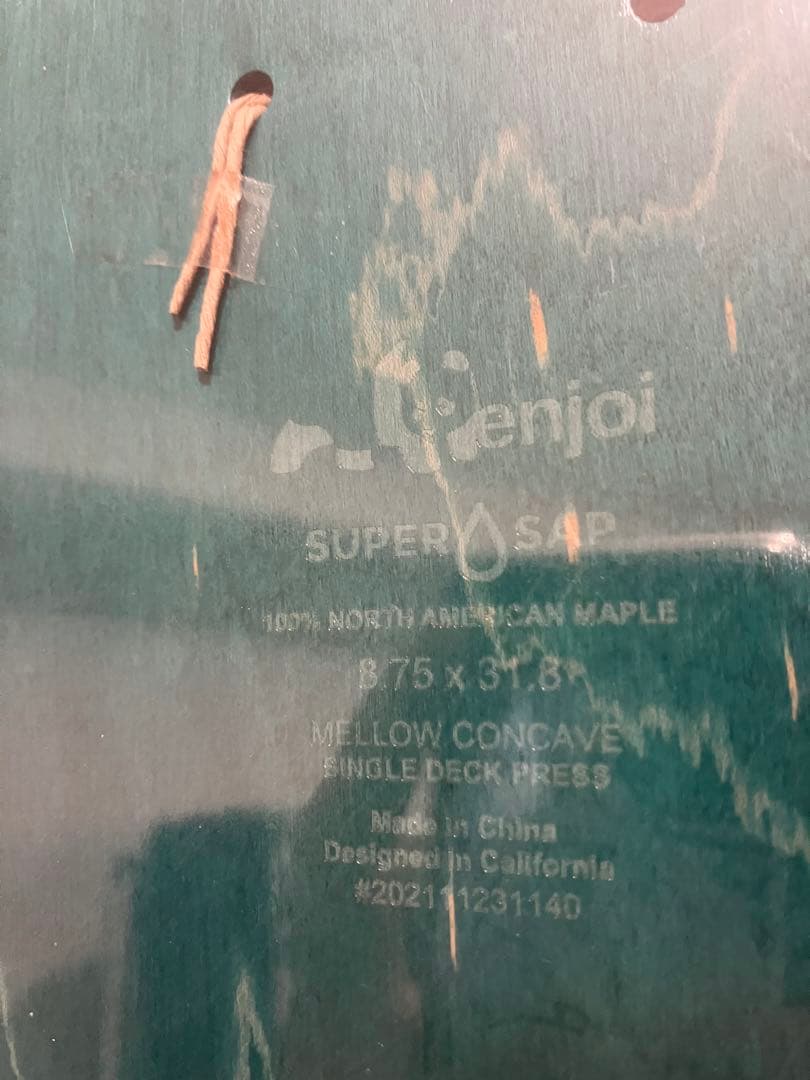 enjoi
SUPER SAP
100% NORTH AMERICAN MAPLE
8.75 x 31.8
MELLOW CONCAVE
SINGLE DECK PRESS
Made in China
Designed in California
#202111231140